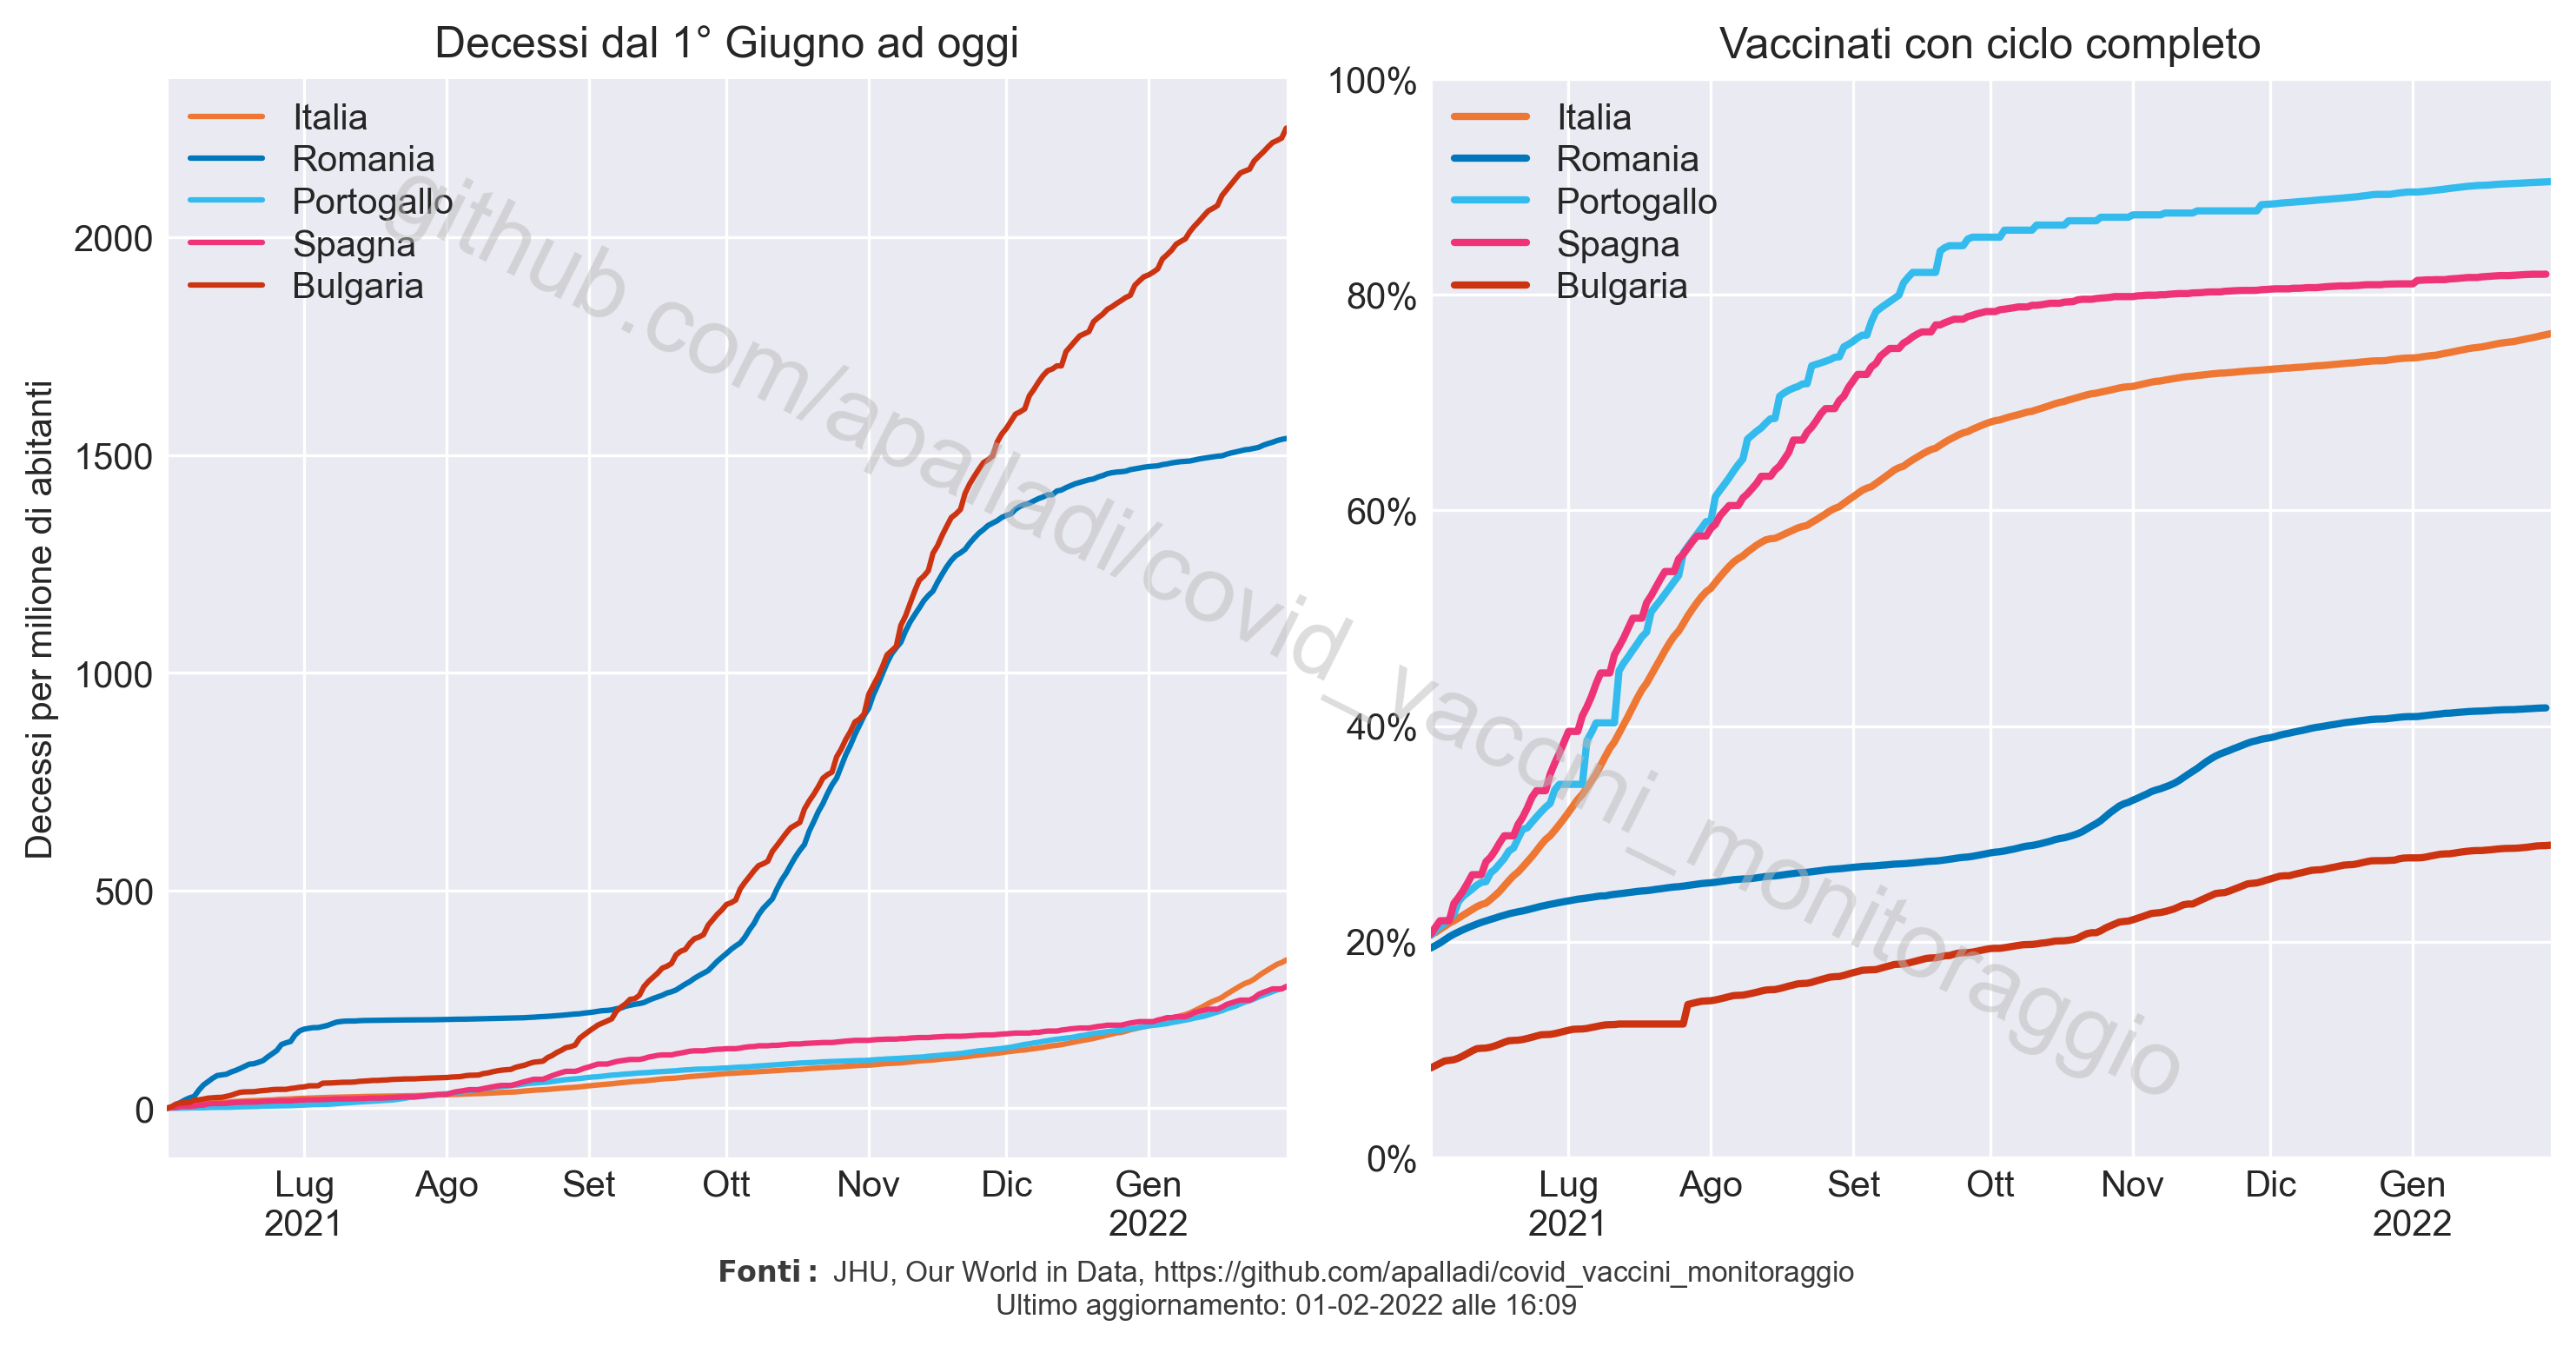 Decessi dal 1° Giugno ad oggi
Decessi per milione di abitanti
2000
1500
1000
500
0
Italia
Romania
Portogallo
Spagna
Bulgaria
Lug
2021
Ago
Set
Ott
Nov
Dic
Gen
2022
Vaccinati con ciclo completo
100%
80%
60%
40%
20%
0%
Italia
Romania
Portogallo
Spagna
Bulgaria
Lug
2021
Ago
Set
Ott
Nov
Dic
Gen
2022
github.com/apalladi/covid_vaccini_monitoraggio
Fonti: JHU, Our World in Data, https://github.com/apalladi/covid_vaccini_monitoraggio
Ultimo aggiornamento: 01-02-2022 alle 16:09